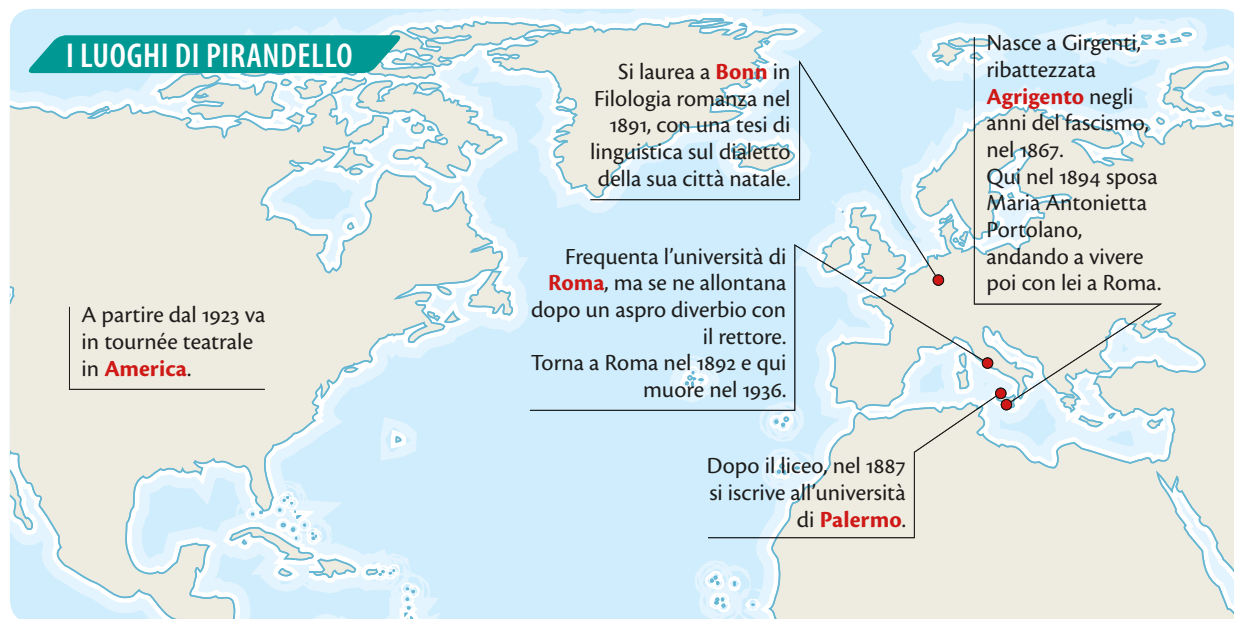 I LUOGHI DI PIRANDELLO
Si laurea a Bonn in
Filologia romanza nel
1891, con una tesi di
linguistica sul dialetto
della sua città natale.
Nasce a Girgenti,
ribattezzata
Agrigento negli
anni del fascismo,
nel 1867.
Qui nel 1894 sposa
Maria Antonietta
Portolano,
andando a vivere
poi con lei a Roma.
Frequenta l'università di
Roma, ma se ne allontana
dopo un aspro diverbio con
il rettore.
Torna a Roma nel 1892 e qui
muore nel 1936.
A partire dal 1923 va
in tournée teatrale
in America.
Dopo il liceo, nel 1887
si iscrive all'università
di Palermo.